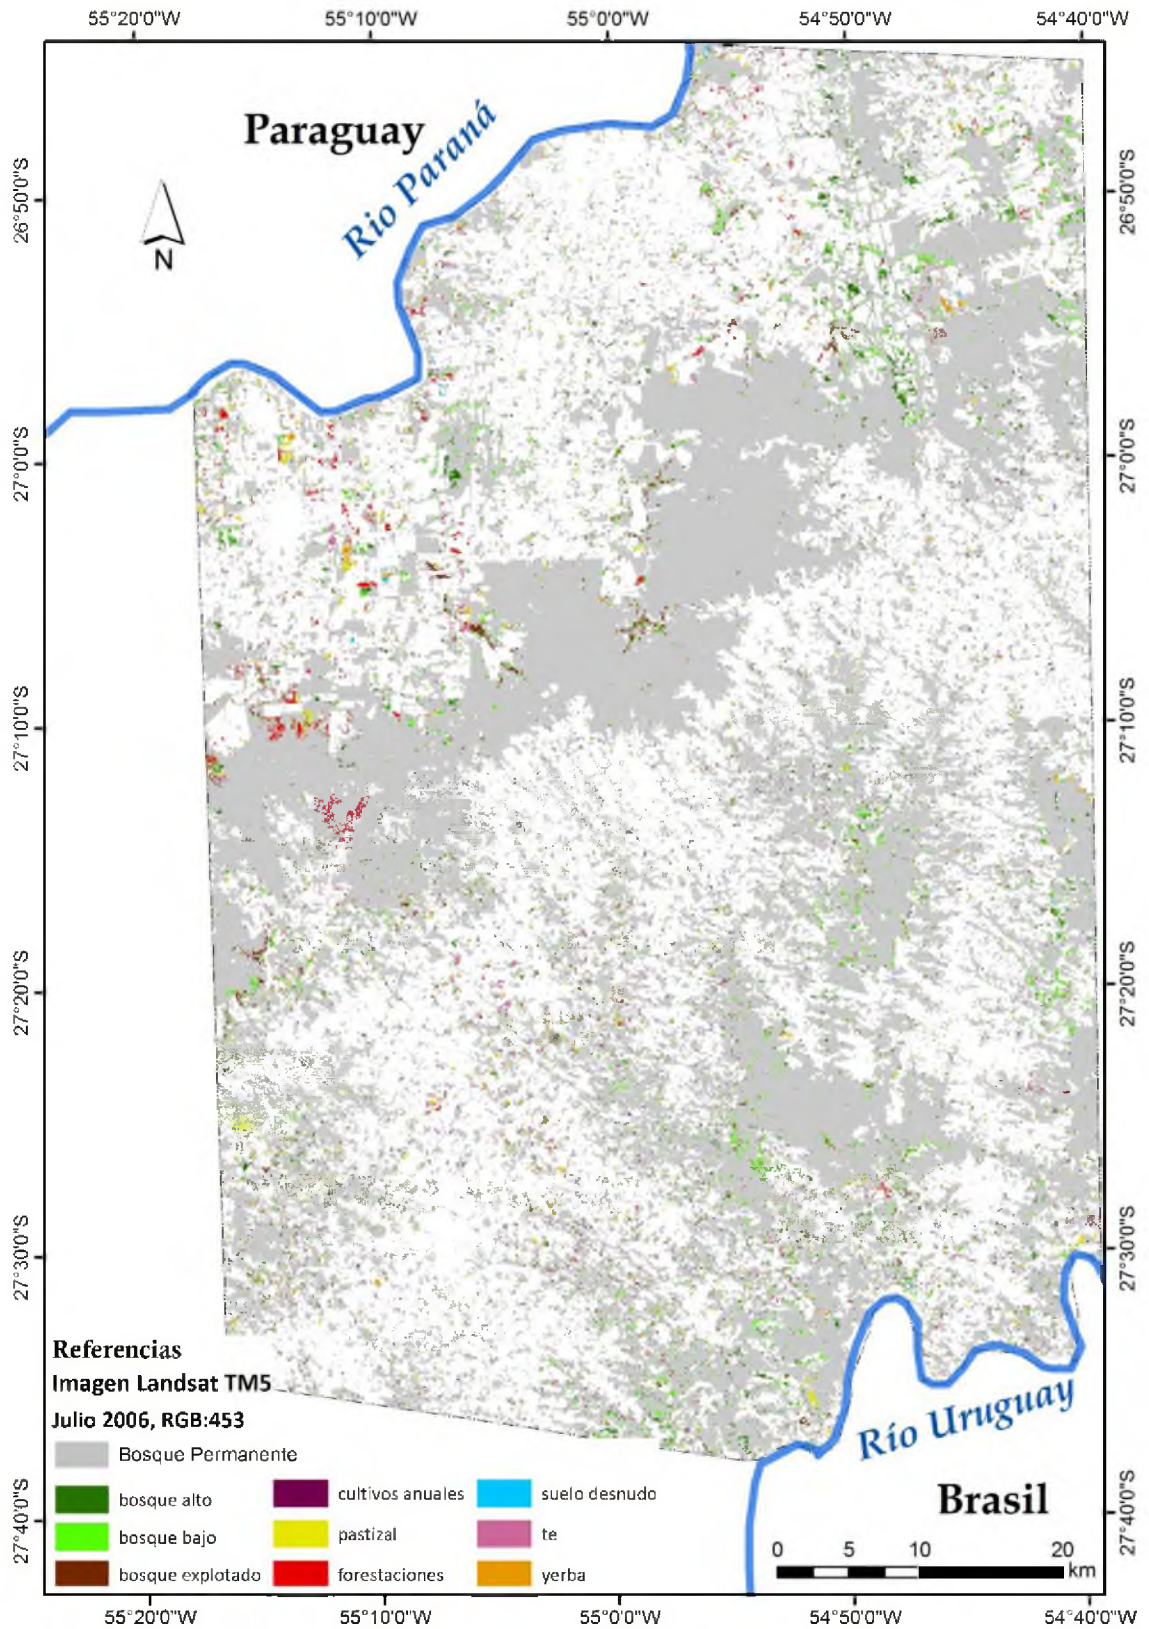 55°20'0"W 55°10'0"W 55°0'0"W 54°50'0"W 54°40'0"W
Paraguay
Rio Paraná
N
26°50'0"S
26°50'0"S
27°0'0"S
27°0'0"S
27°10'0"S
27°10'0"S
27°20'0"S
27°20'0"S
27°30'0"S
27°30'0"S
27°40'0"S
27°40'0"S
Referencias
Imagen Landsat TM5
Julio 2006, RGB:453
Bosque Permanente
bosque alto
bosque bajo
bosque explotado
cultivos anuales
pastizal
forestaciones
suelo desnudo
te
yerba
Río Uruguay
Brasil
0 5 10 20
km
55°20'0"W 55°10'0"W 55°0'0"W 54°50'0"W 54°40'0"W